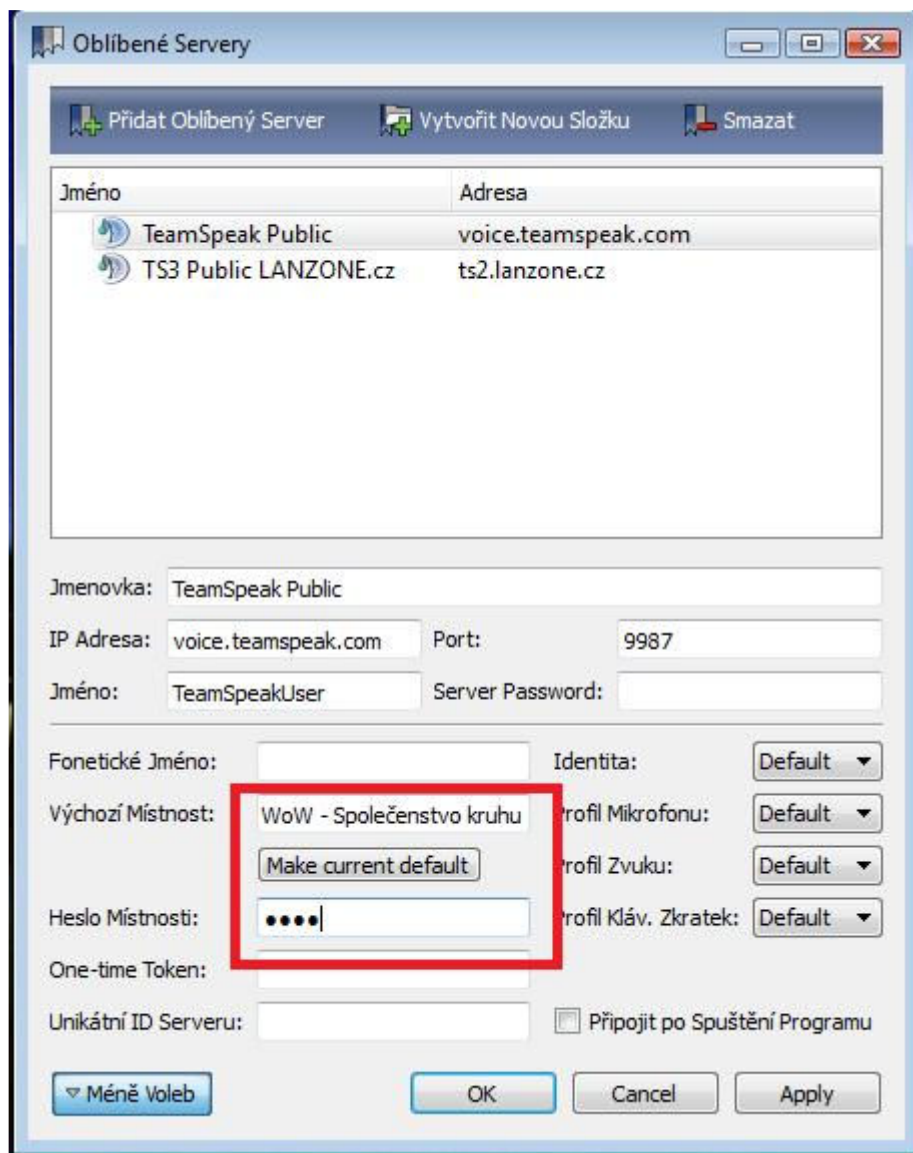 Oblíbené Servery
Přidat Oblíbený Server Vytvořit Novou Složku Smazat
Jméno Adresa
TeamSpeak Public voice.teamspeak.com
TS3 Public LANZONE.cz ts2.lanzone.cz
Jmenovka: TeamSpeak Public
IP Adresa: voice.teamspeak.com Port: 9987
Jméno: TeamSpeakUser Server Password:
Fonetické Jméno: Identita: Default
Výchozí Místnost: WoW - Společenstvo kruhu Profil Mikrofonu: Default
Make current default Profil Zvuku: Default
Heslo Místnosti: ●●●● Profil Kláv. Zkratek: Default
One-time Token:
Unikátní ID Serveru: Připojit po Spuštění Programu
Méně Voleb OK Cancel Apply